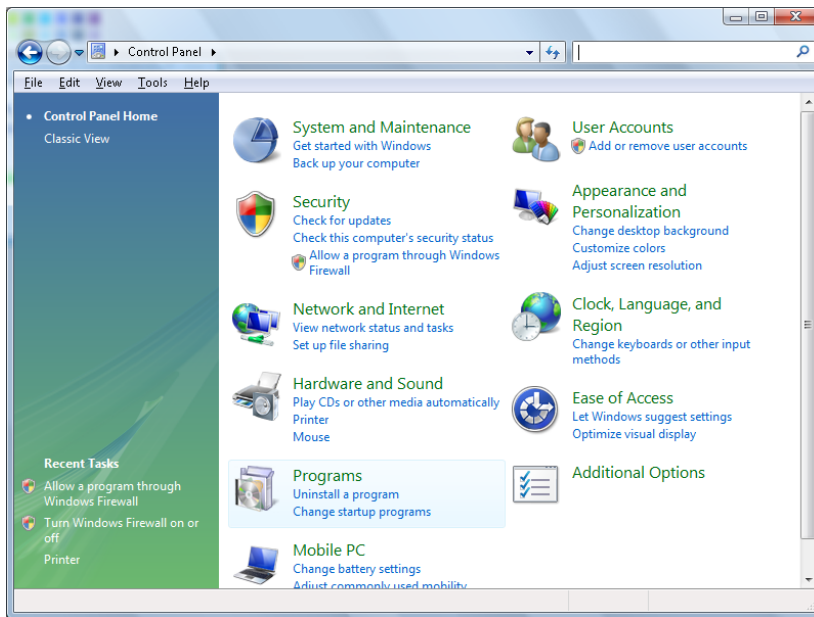 Control Panel
File Edit View Tools Help
Control Panel Home
Classic View
System and Maintenance
Get started with Windows
Back up your computer
Security
Check for updates
Check this computer's security status
Allow a program through Windows
Firewall
Network and Internet
View network status and tasks
Set up file sharing
Hardware and Sound
Play CDs or other media automatically
Printer
Mouse
Programs
Uninstall a program
Change startup programs
Mobile PC
Change battery settings
Adjust commonly used mobility
User Accounts
Add or remove user accounts
Appearance and
Personalization
Change desktop background
Customize colors
Adjust screen resolution
Clock, Language, and
Region
Change keyboards or other input
methods
Ease of Access
Let Windows suggest settings
Optimize visual display
Additional Options
Recent Tasks
Allow a program through
Windows Firewall
Turn Windows Firewall on or
off
Printer